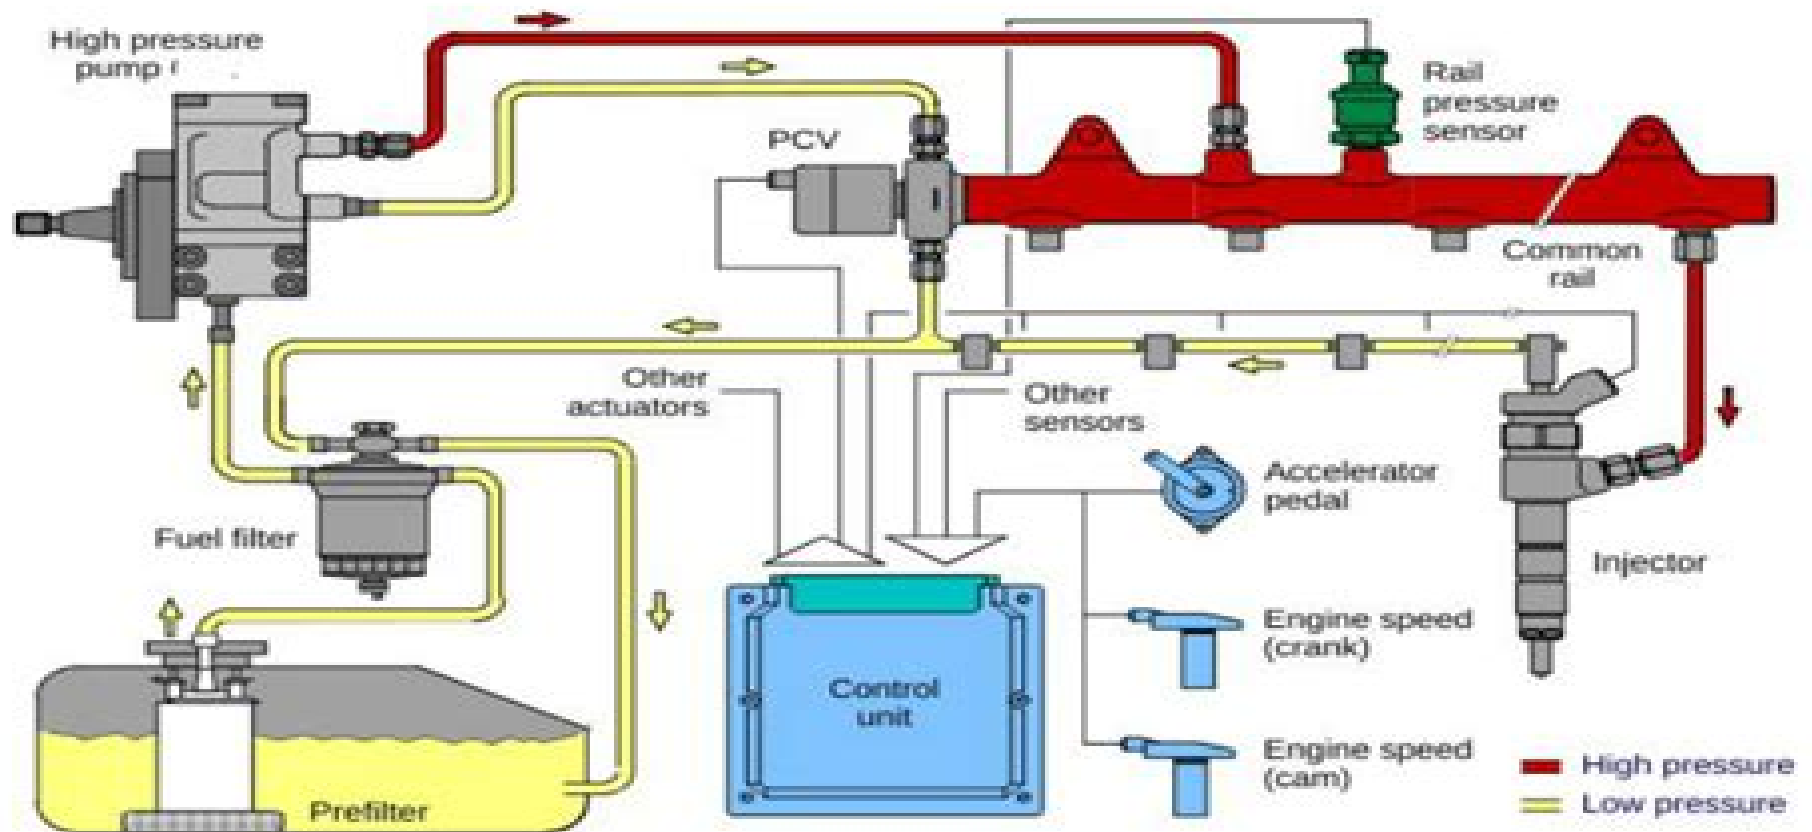 High pressure
pump (
PCV
Rail
pressure
sensor
Common
rail
Other
actuators
Other
sensors
Accelerator
pedal
Fuel filter
Injector
Engine speed
(crank)
Control
unit
Engine speed
(cam)
Prefilter
High pressure
Low pressure